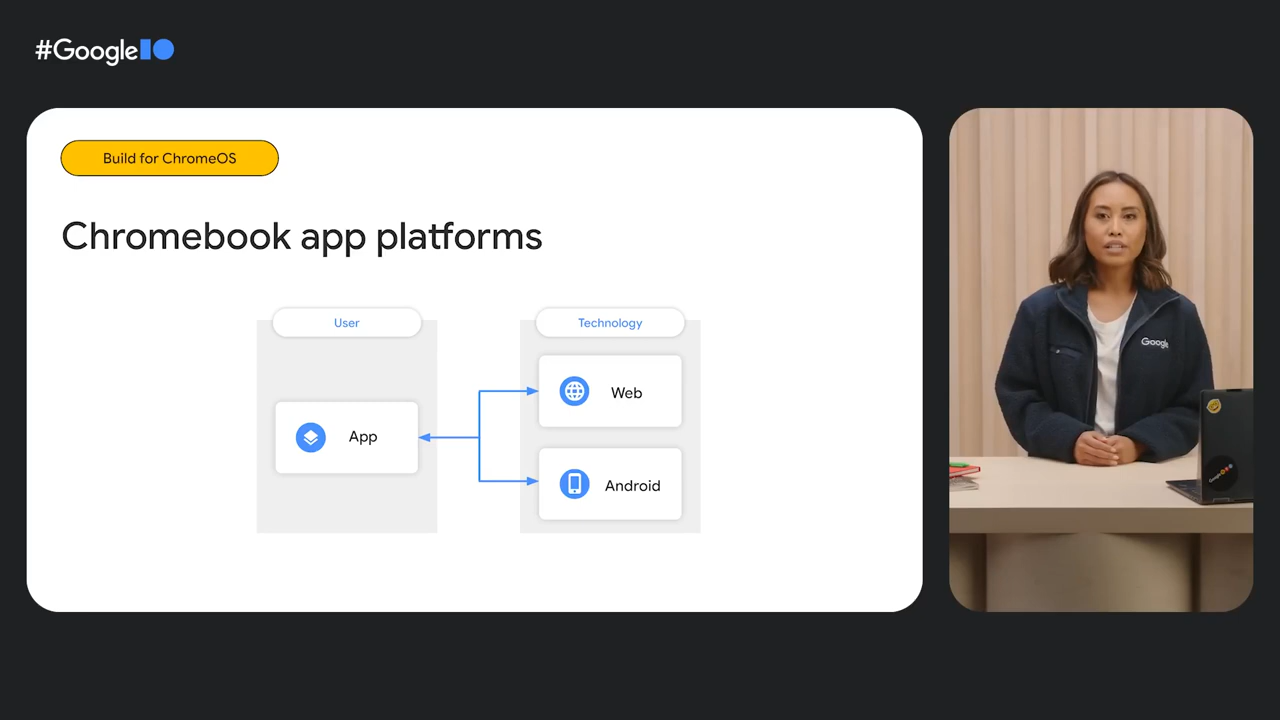 #GoogleIO
Build for ChromeOS
Chromebook app platforms
User
Technology
App
Web
Android
Google